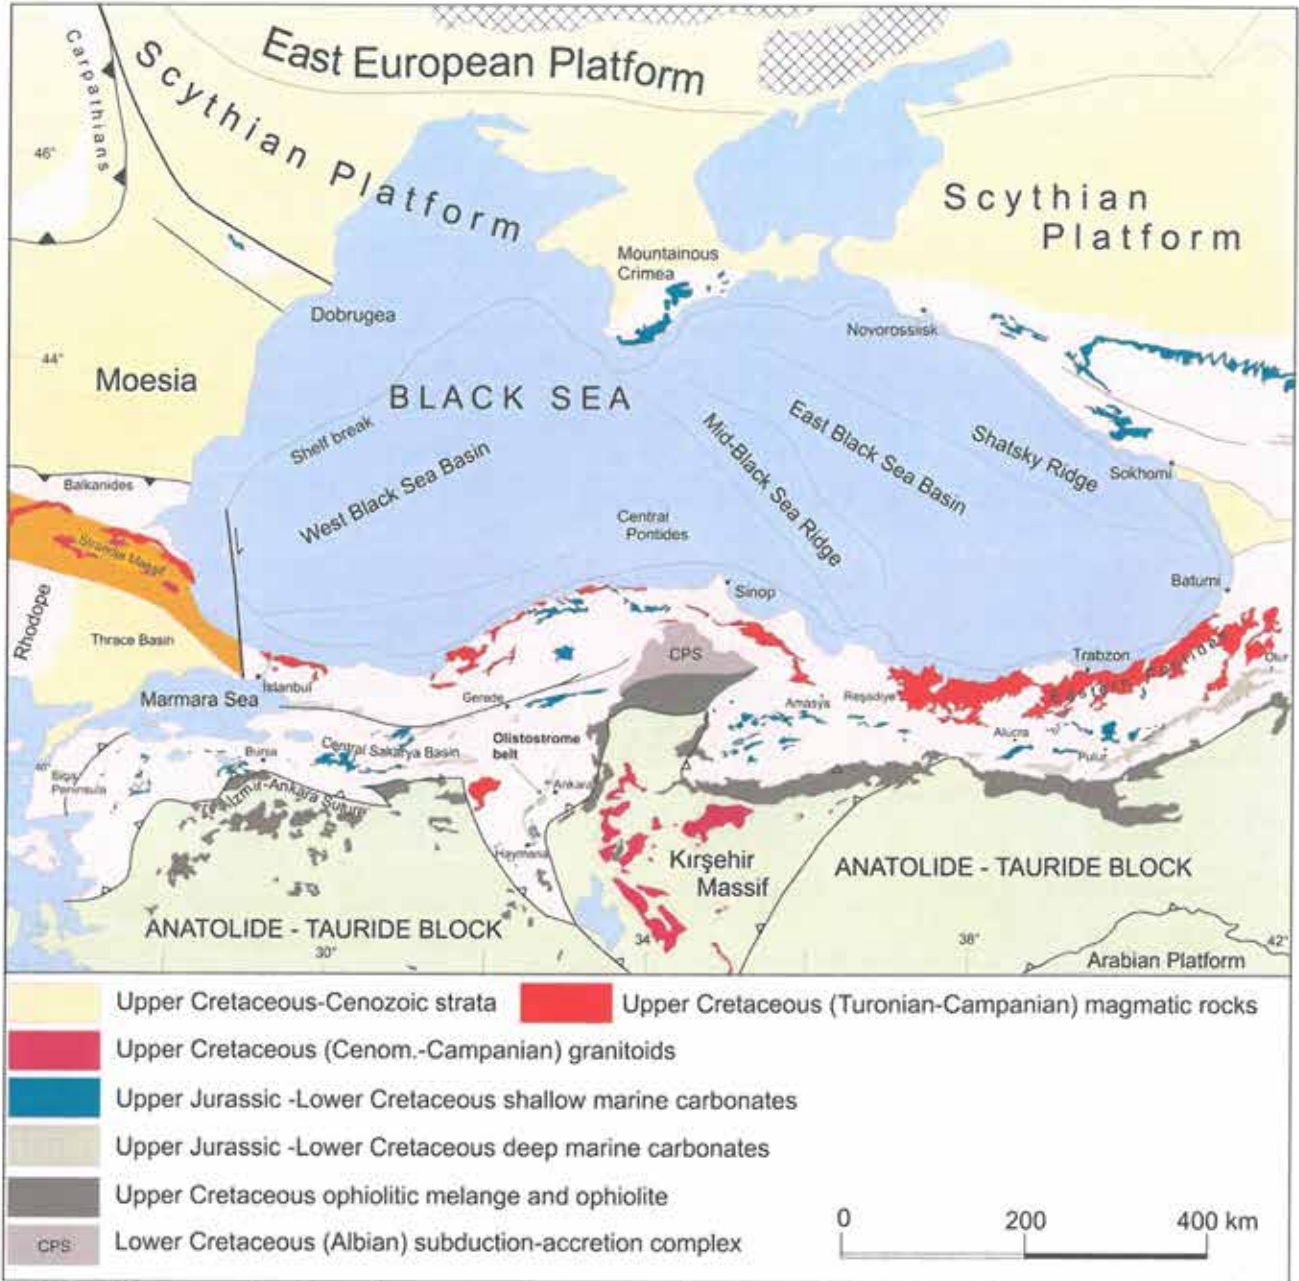 East European Platform
Carpathians
Scythian Platform
46°
Scythian
Platform
Mountainous
Crimea
Dobrugea
Novorossiisk
44°
Moesia
BLACK SEA
Shelf break
West Black Sea Basin
Mid-Black Sea Ridge
East Black Sea Basin
Shatsky Ridge
Sokhomi
Balkanides
Central
Pontides
Batumi
Sinop
Rhodope
Thrace Basin
CPS
Trabzon
Eastern Pontides
Olur
Marmara Sea
İstanbul
Gerede
Amasya
Reşadiye
Alucra
Pulur
Bursa
Central Sakarya Basin
Olistostrome
belt
Ankara
40°
Biga
Peninsula
İzmir-Ankara Suture
Haymana
Kırşehir
Massif
ANATOLIDE - TAURIDE BLOCK
ANATOLIDE - TAURIDE BLOCK
30°
34
38°
42°
Arabian Platform
Upper Cretaceous-Cenozoic strata
Upper Cretaceous (Turonian-Campanian) magmatic rocks
Upper Cretaceous (Cenom.-Campanian) granitoids
Upper Jurassic -Lower Cretaceous shallow marine carbonates
Upper Jurassic -Lower Cretaceous deep marine carbonates
Upper Cretaceous ophiolitic melange and ophiolite
CPS
Lower Cretaceous (Albian) subduction-accretion complex
0
200
400 km